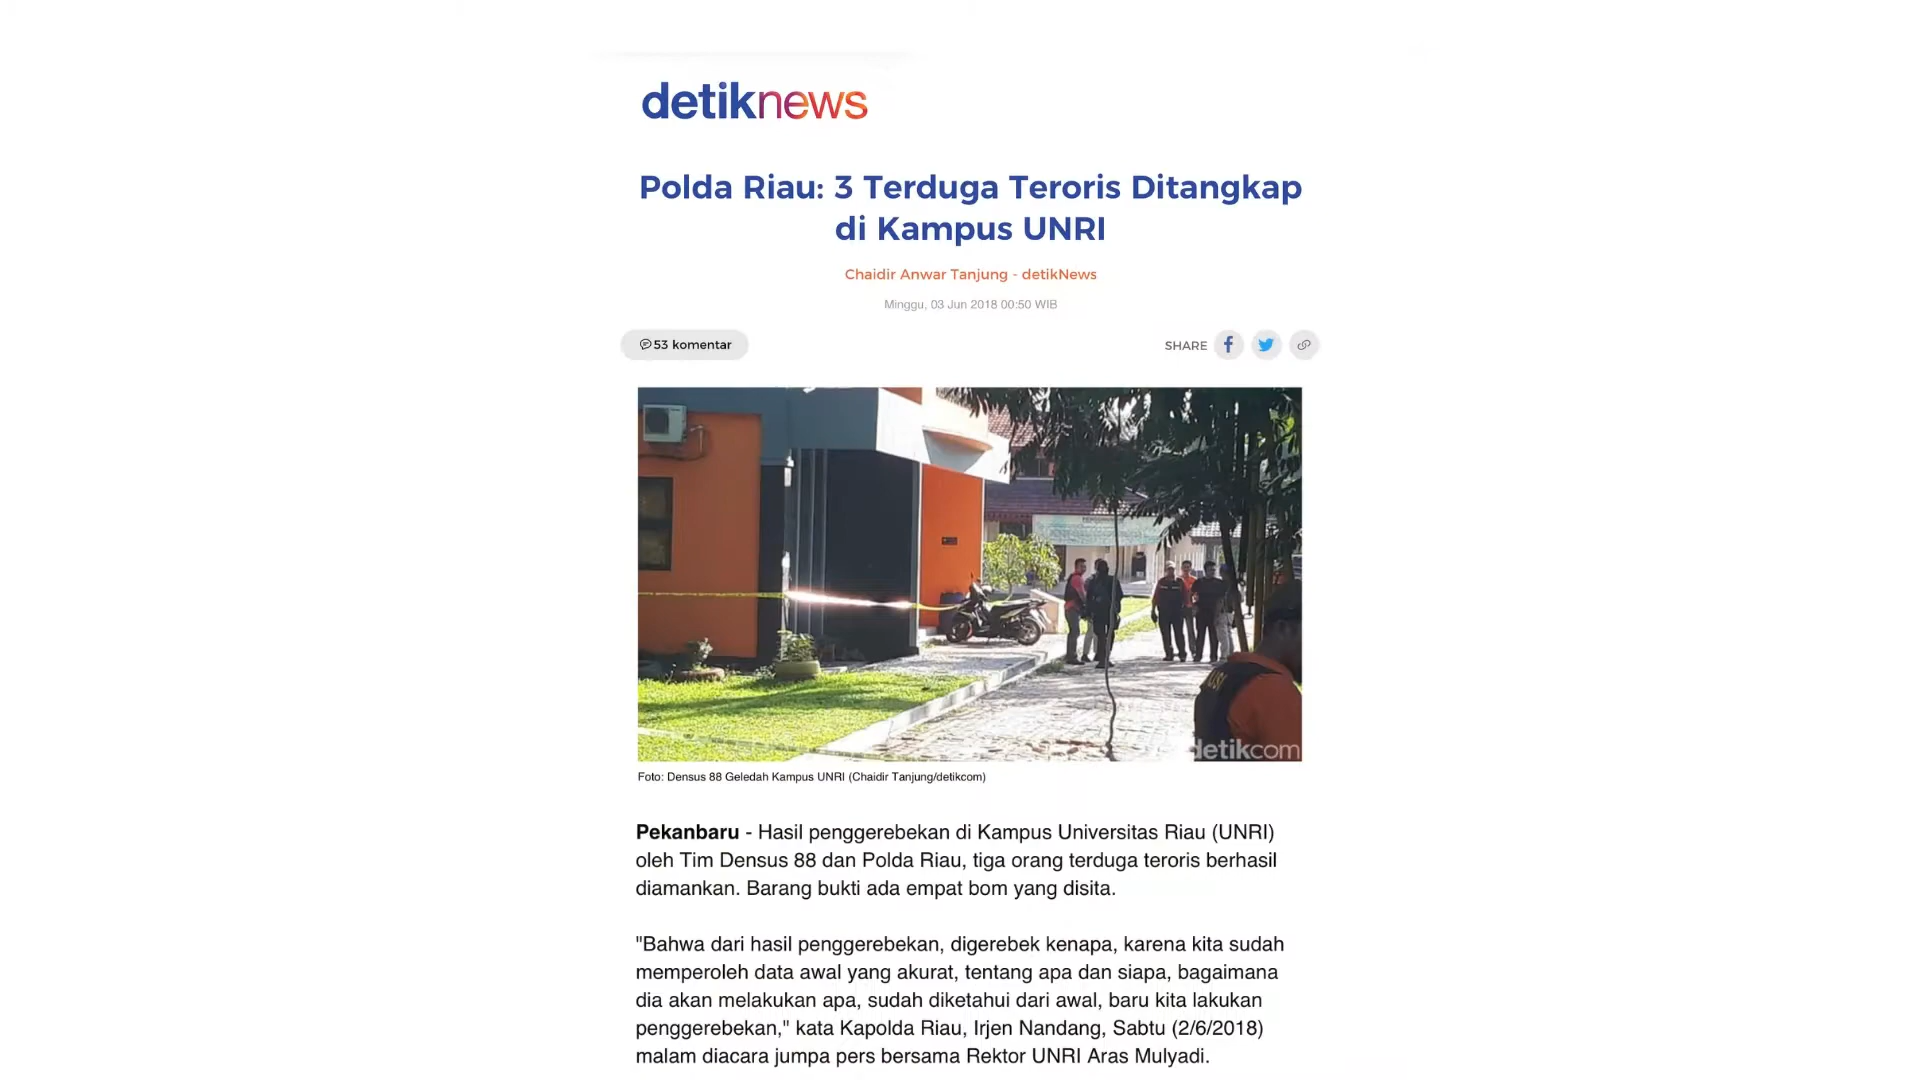 detiknews
Polda Riau: 3 Terduga Teroris Ditangkap
di Kampus UNRI
Chaidir Anwar Tanjung - detikNews
Minggu, 03 Jun 2018 00:50 WIB
53 komentar
SHARE
detikcom
Foto: Densus 88 Geledah Kampus UNRI (Chaidir Tanjung/detikcom)
Pekanbaru - Hasil penggerebekan di Kampus Universitas Riau (UNRI)
oleh Tim Densus 88 dan Polda Riau, tiga orang terduga teroris berhasil
diamankan. Barang bukti ada empat bom yang disita.
"Bahwa dari hasil penggerebekan, digerebek kenapa, karena kita sudah
memperoleh data awal yang akurat, tentang apa dan siapa, bagaimana
dia akan melakukan apa, sudah diketahui dari awal, baru kita lakukan
penggerebekan," kata Kapolda Riau, Irjen Nandang, Sabtu (2/6/2018)
malam diacara jumpa pers bersama Rektor UNRI Aras Mulyadi.